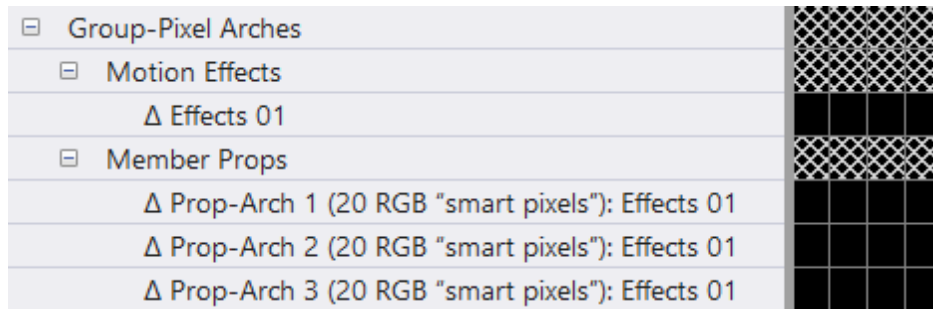 Group-Pixel Arches
Motion Effects
Δ Effects 01
Member Props
Δ Prop-Arch 1 (20 RGB “smart pixels”): Effects 01
Δ Prop-Arch 2 (20 RGB “smart pixels”): Effects 01
Δ Prop-Arch 3 (20 RGB “smart pixels”): Effects 01